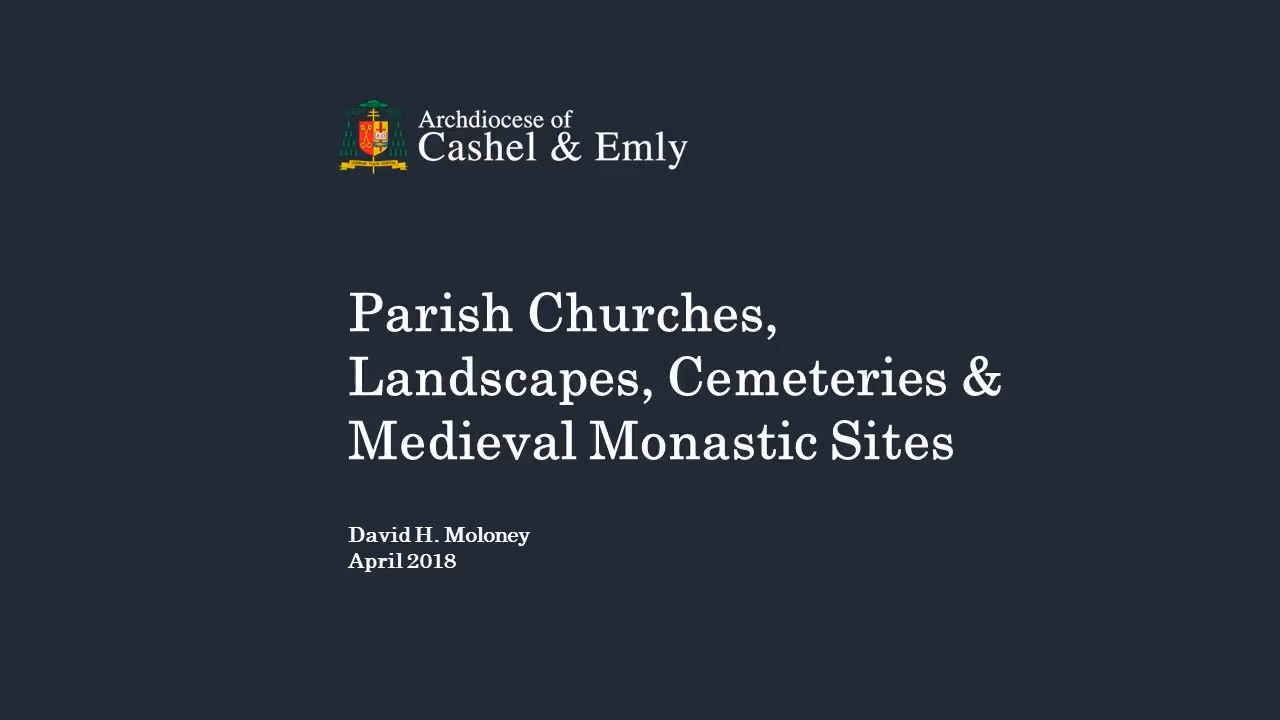 Archdiocese of
Cashel & Emly
Parish Churches,
Landscapes, Cemeteries &
Medieval Monastic Sites
David H. Moloney
April 2018